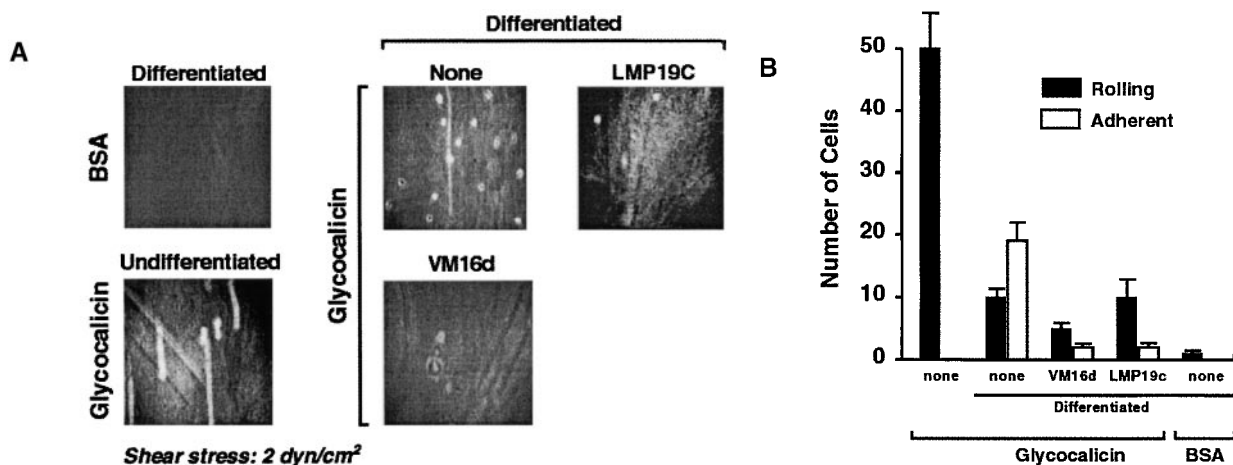 A
Differentiated
Differentiated
None
LMP19C
BSA
Glycocalicin
Undifferentiated
VM16d
Glycocalicin
Shear stress: 2 dyn/cm²
B
Number of Cells
50
40
30
20
10
0
Rolling
Adherent
none
none
VM16d
LMP19c
none
Differentiated
Glycocalicin
BSA